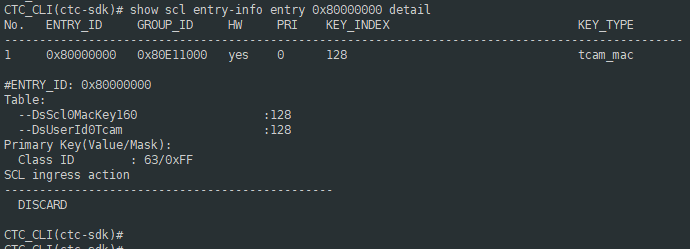 CTC_CLI(ctc-sdk)# show scl entry-info entry 0x80000000 detail
No.   ENTRY_ID   GROUP_ID   HW   PRI   KEY_INDEX   KEY_TYPE
--------------------------------------------------------------------------------------------------
1   0x80000000   0x80E11000   yes   0   128   tcam_mac
#ENTRY_ID: 0x80000000
Table:
  --DsScl0MacKey160   :128
  --DsUserId0Tcam   :128
Primary Key(Value/Mask):
  Class ID   : 63/0xFF
SCL ingress action
-----------------------------------------------
  DISCARD
CTC_CLI(ctc-sdk)#
CTC_CLI(ctc-sdk)#